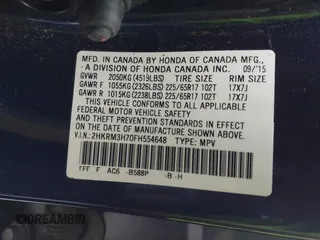 MFD. IN CANADA BY HONDA OF CANADA MFG.,
A DIVISION OF HONDA CANADA INC. 09/'15
GVWR 2050KG (4519LBS) TIRE SIZE RIM SIZE
GAWR F 1055KG (2326LBS) 225/65R17 102T 17X7J
GAWR R 1015KG (2238LBS) 225/65R17 102T 17X7J
THIS VEHICLE CONFORMS TO ALL APPLICABLE
FEDERAL MOTOR VEHICLE SAFETY AND THEFT
PREVENTION STANDARDS IN EFFECT ON THE
DATE OF MANUFACTURE SHOWN ABOVE.
V.I.N.: 2HKRM3H70FH554648 TYPE: MPV
TFF F AC6 -B588P -B -H
© IDRIVEANDBID